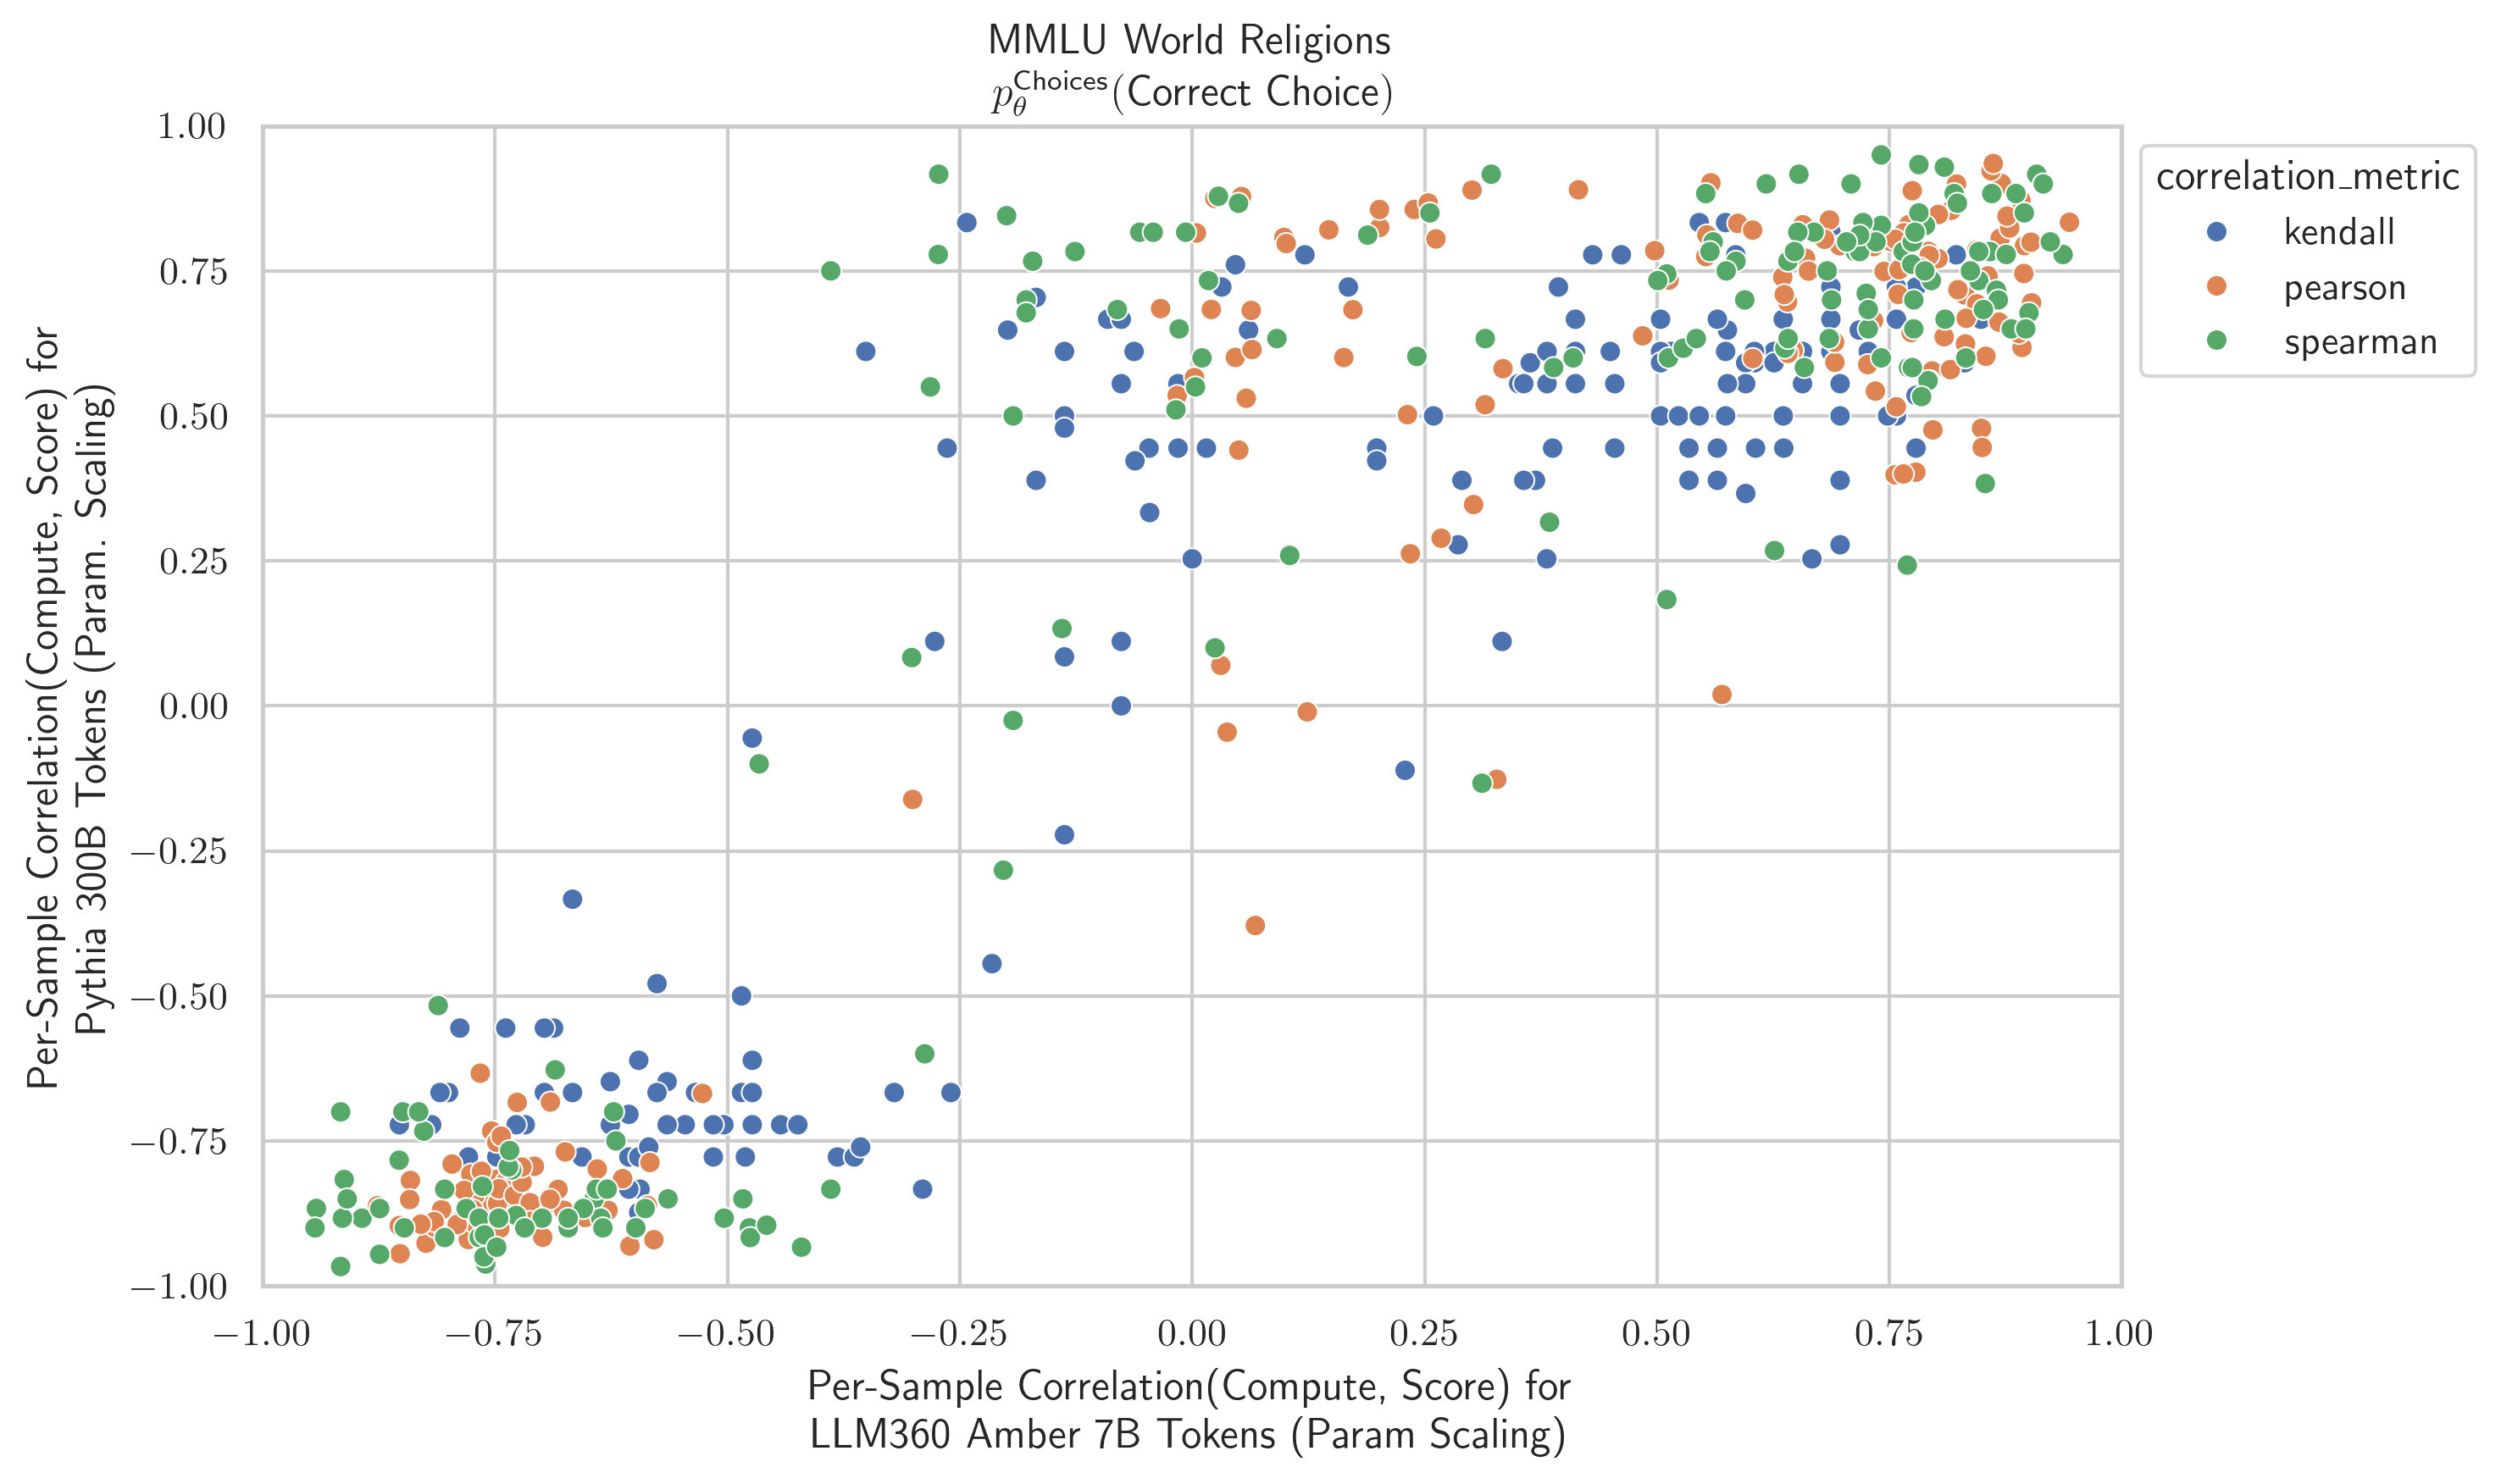 MMLU World Religions
p_θ^Choices(Correct Choice)
1.00
0.75
0.50
0.25
0.00
−0.25
−0.50
−0.75
−1.00
Per-Sample Correlation(Compute, Score) for
Pythia 300B Tokens (Param. Scaling)
−1.00 −0.75 −0.50 −0.25 0.00 0.25 0.50 0.75 1.00
Per-Sample Correlation(Compute, Score) for
LLM360 Amber 7B Tokens (Param Scaling)
correlation_metric
kendall
pearson
spearman